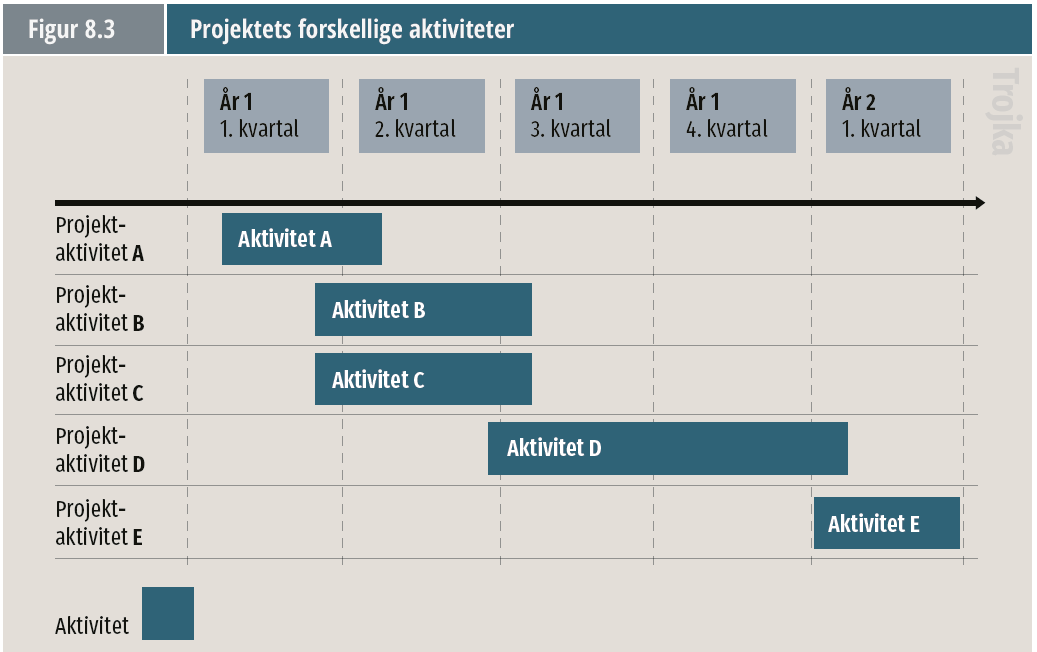 Figur 8.3
Projektets forskellige aktiviteter
År 1
1. kvartal
År 1
2. kvartal
År 1
3. kvartal
År 1
4. kvartal
År 2
1. kvartal
Trojka
Projekt-
aktivitet A
Aktivitet A
Projekt-
aktivitet B
Aktivitet B
Projekt-
aktivitet C
Aktivitet C
Projekt-
aktivitet D
Aktivitet D
Projekt-
aktivitet E
Aktivitet E
Aktivitet